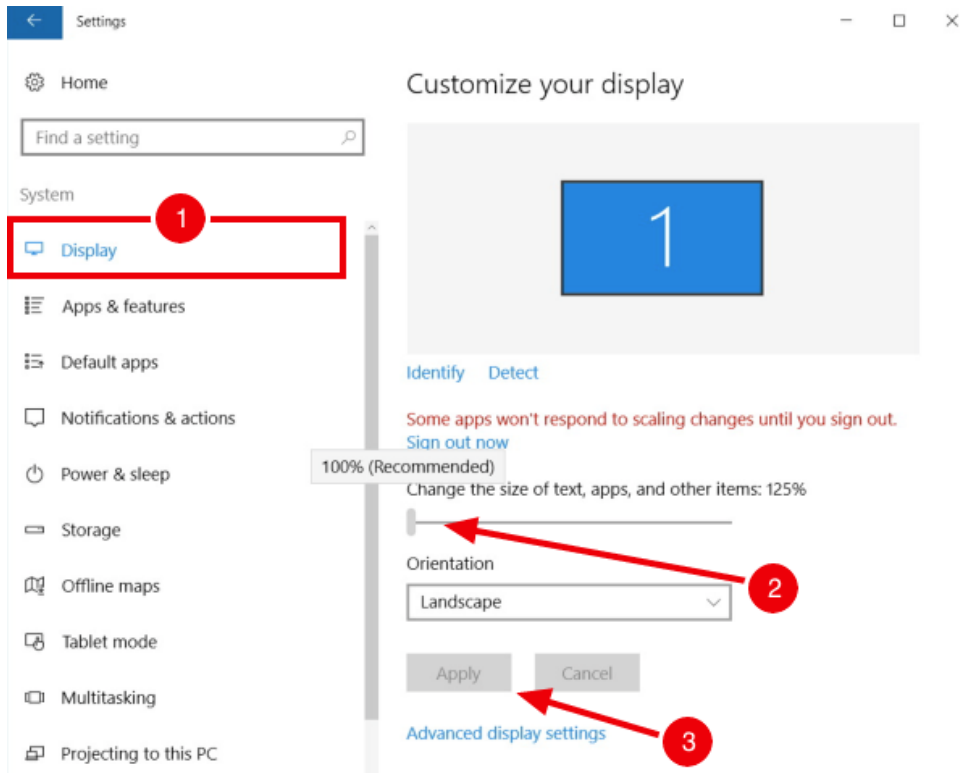 Settings
Home
Find a setting
System
1
Display
Apps & features
Default apps
Notifications & actions
Power & sleep
Storage
Offline maps
Tablet mode
Multitasking
Projecting to this PC
Customize your display
1
Identify Detect
Some apps won't respond to scaling changes until you sign out.
Sign out now
100% (Recommended)
Change the size of text, apps, and other items: 125%
Orientation
2
Landscape
Apply Cancel
Advanced display settings
3